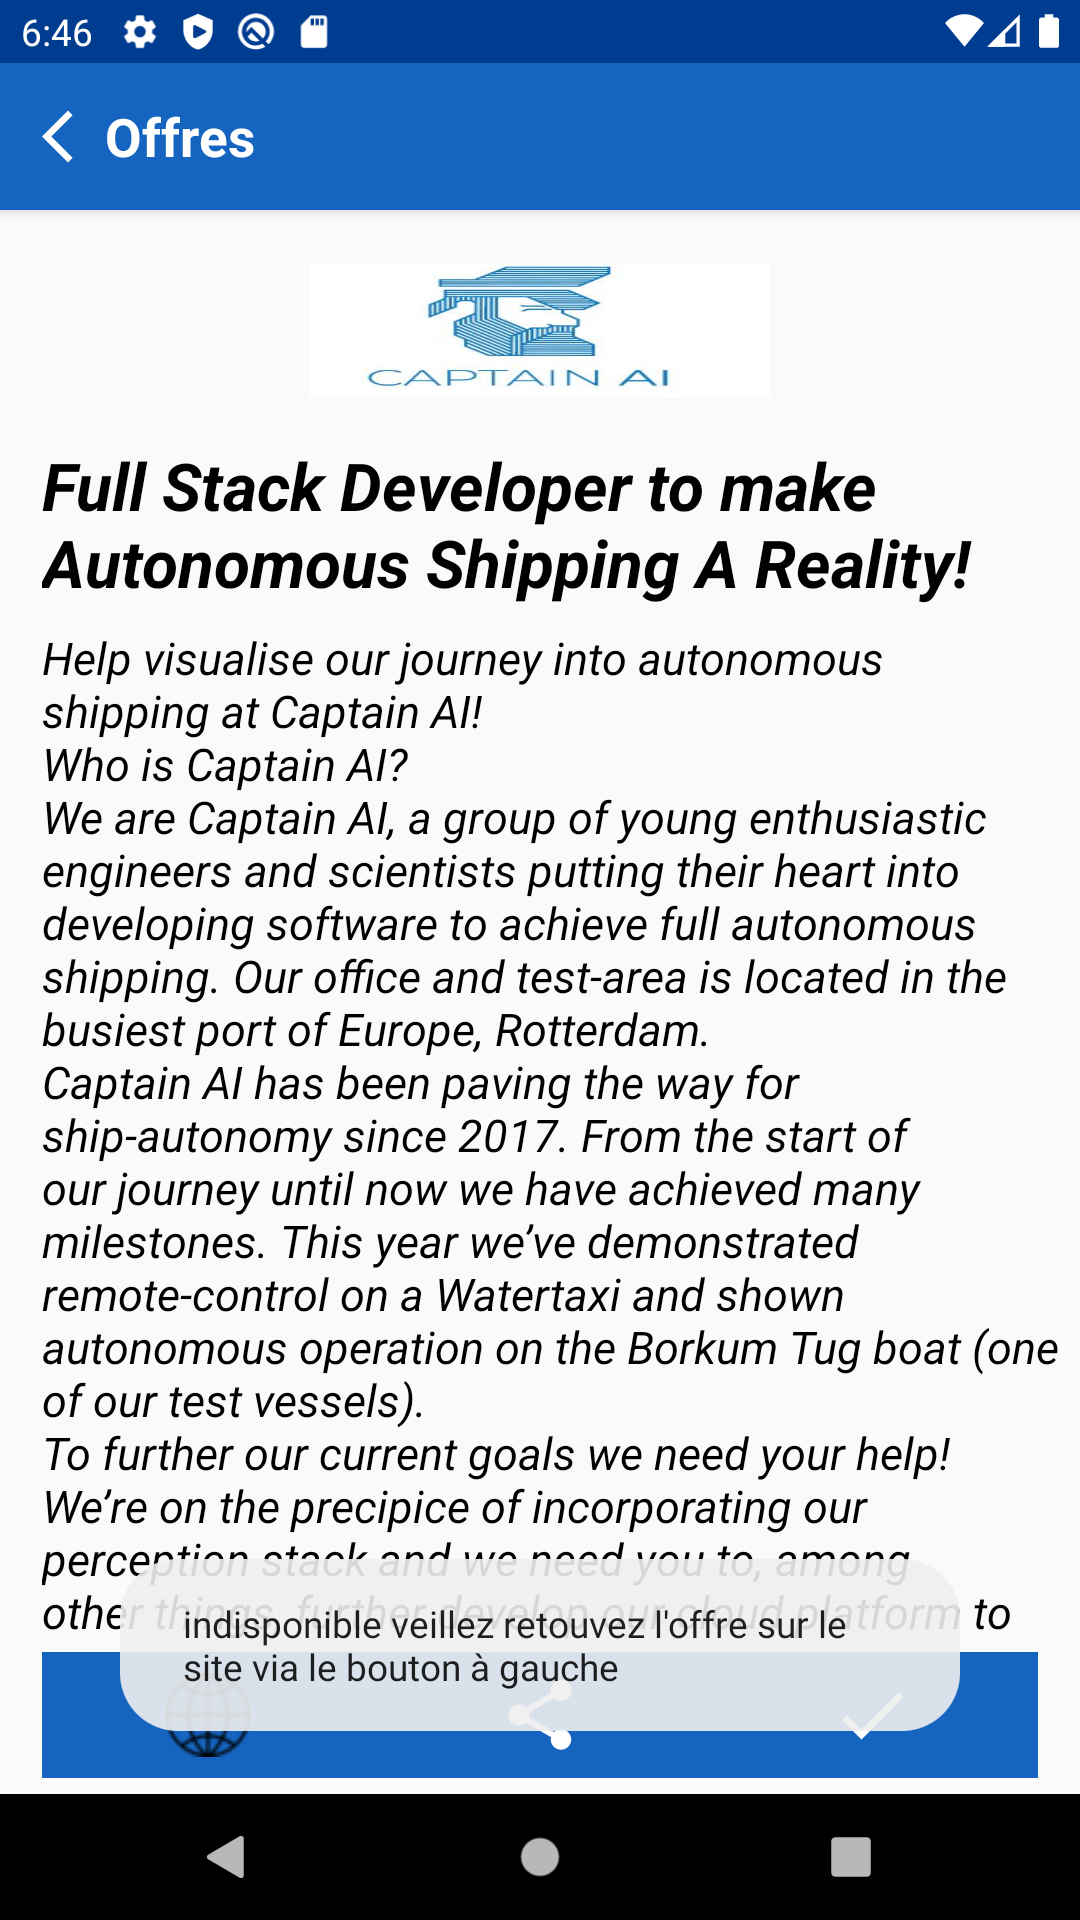 6:46
Offres
CAPTAIN AI
Full Stack Developer to make
Autonomous Shipping A Reality!
Help visualise our journey into autonomous
shipping at Captain AI!
Who is Captain AI?
We are Captain AI, a group of young enthusiastic
engineers and scientists putting their heart into
developing software to achieve full autonomous
shipping. Our office and test-area is located in the
busiest port of Europe, Rotterdam.
Captain AI has been paving the way for
ship-autonomy since 2017. From the start of
our journey until now we have achieved many
milestones. This year we’ve demonstrated
remote-control on a Watertaxi and shown
autonomous operation on the Borkum Tug boat (one
of our test vessels).
To further our current goals we need your help!
We’re on the precipice of incorporating our
perception stack and we need you to, among
other things, further develop our cloud platform to
indisponible veillez retouvez l'offre sur le
site via le bouton à gauche